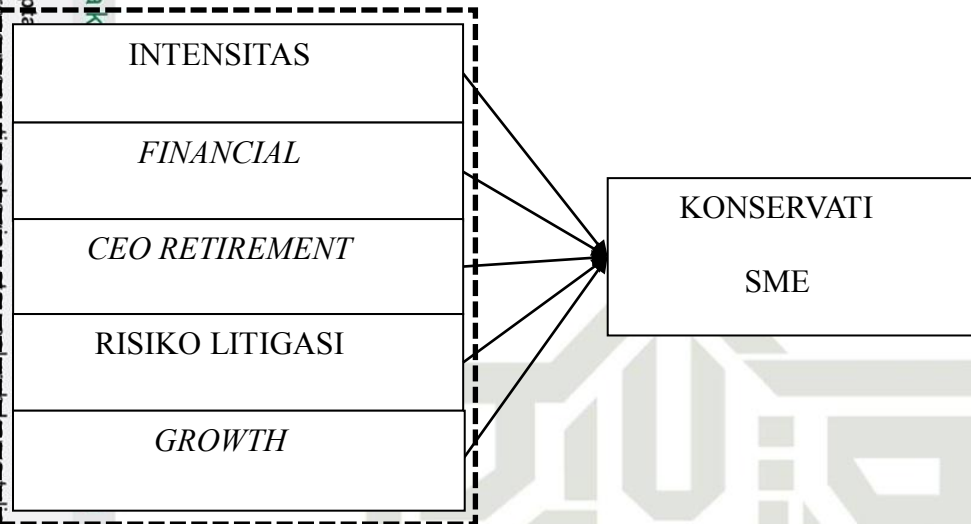 INTENSITAS
FINANCIAL
CEO RETIREMENT
RISIKO LITIGASI
GROWTH
KONSERVATI
SME